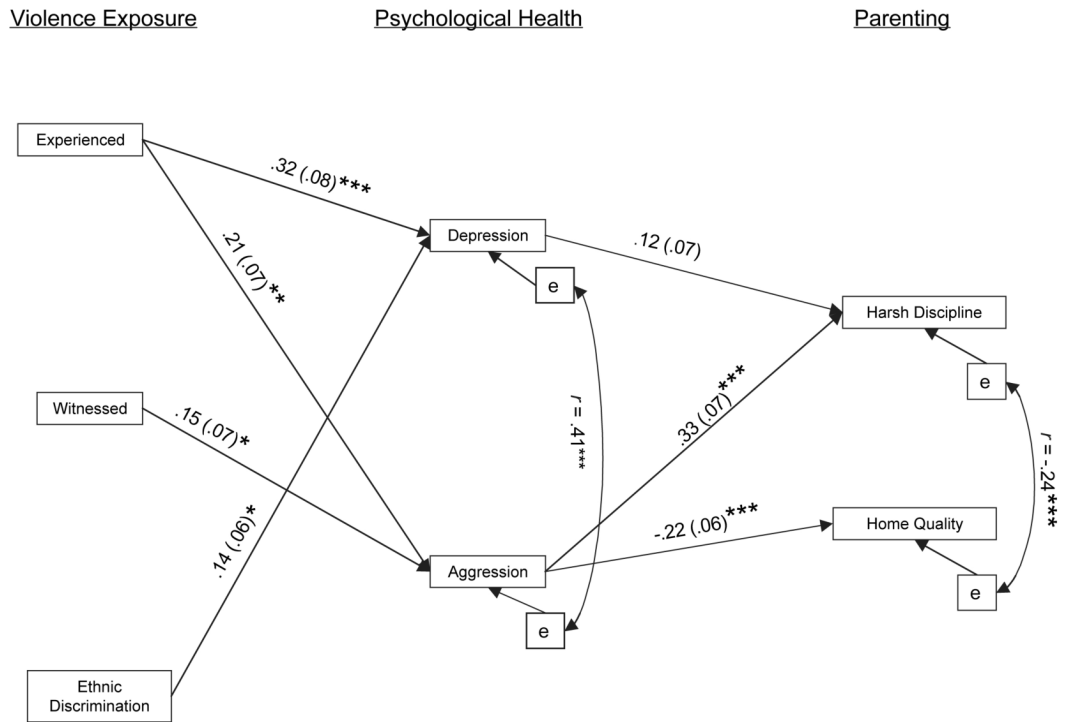 Violence Exposure
Psychological Health
Parenting
Experienced
.32 (.08)***
.21 (.07)**
Depression
.12 (.07)
e
Harsh Discipline
e
Witnessed
.15 (.07)*
.33 (.07)***
r = .41***
r = -.24***
.14 (.06)*
-.22 (.06)***
Home Quality
Aggression
e
e
Ethnic
Discrimination